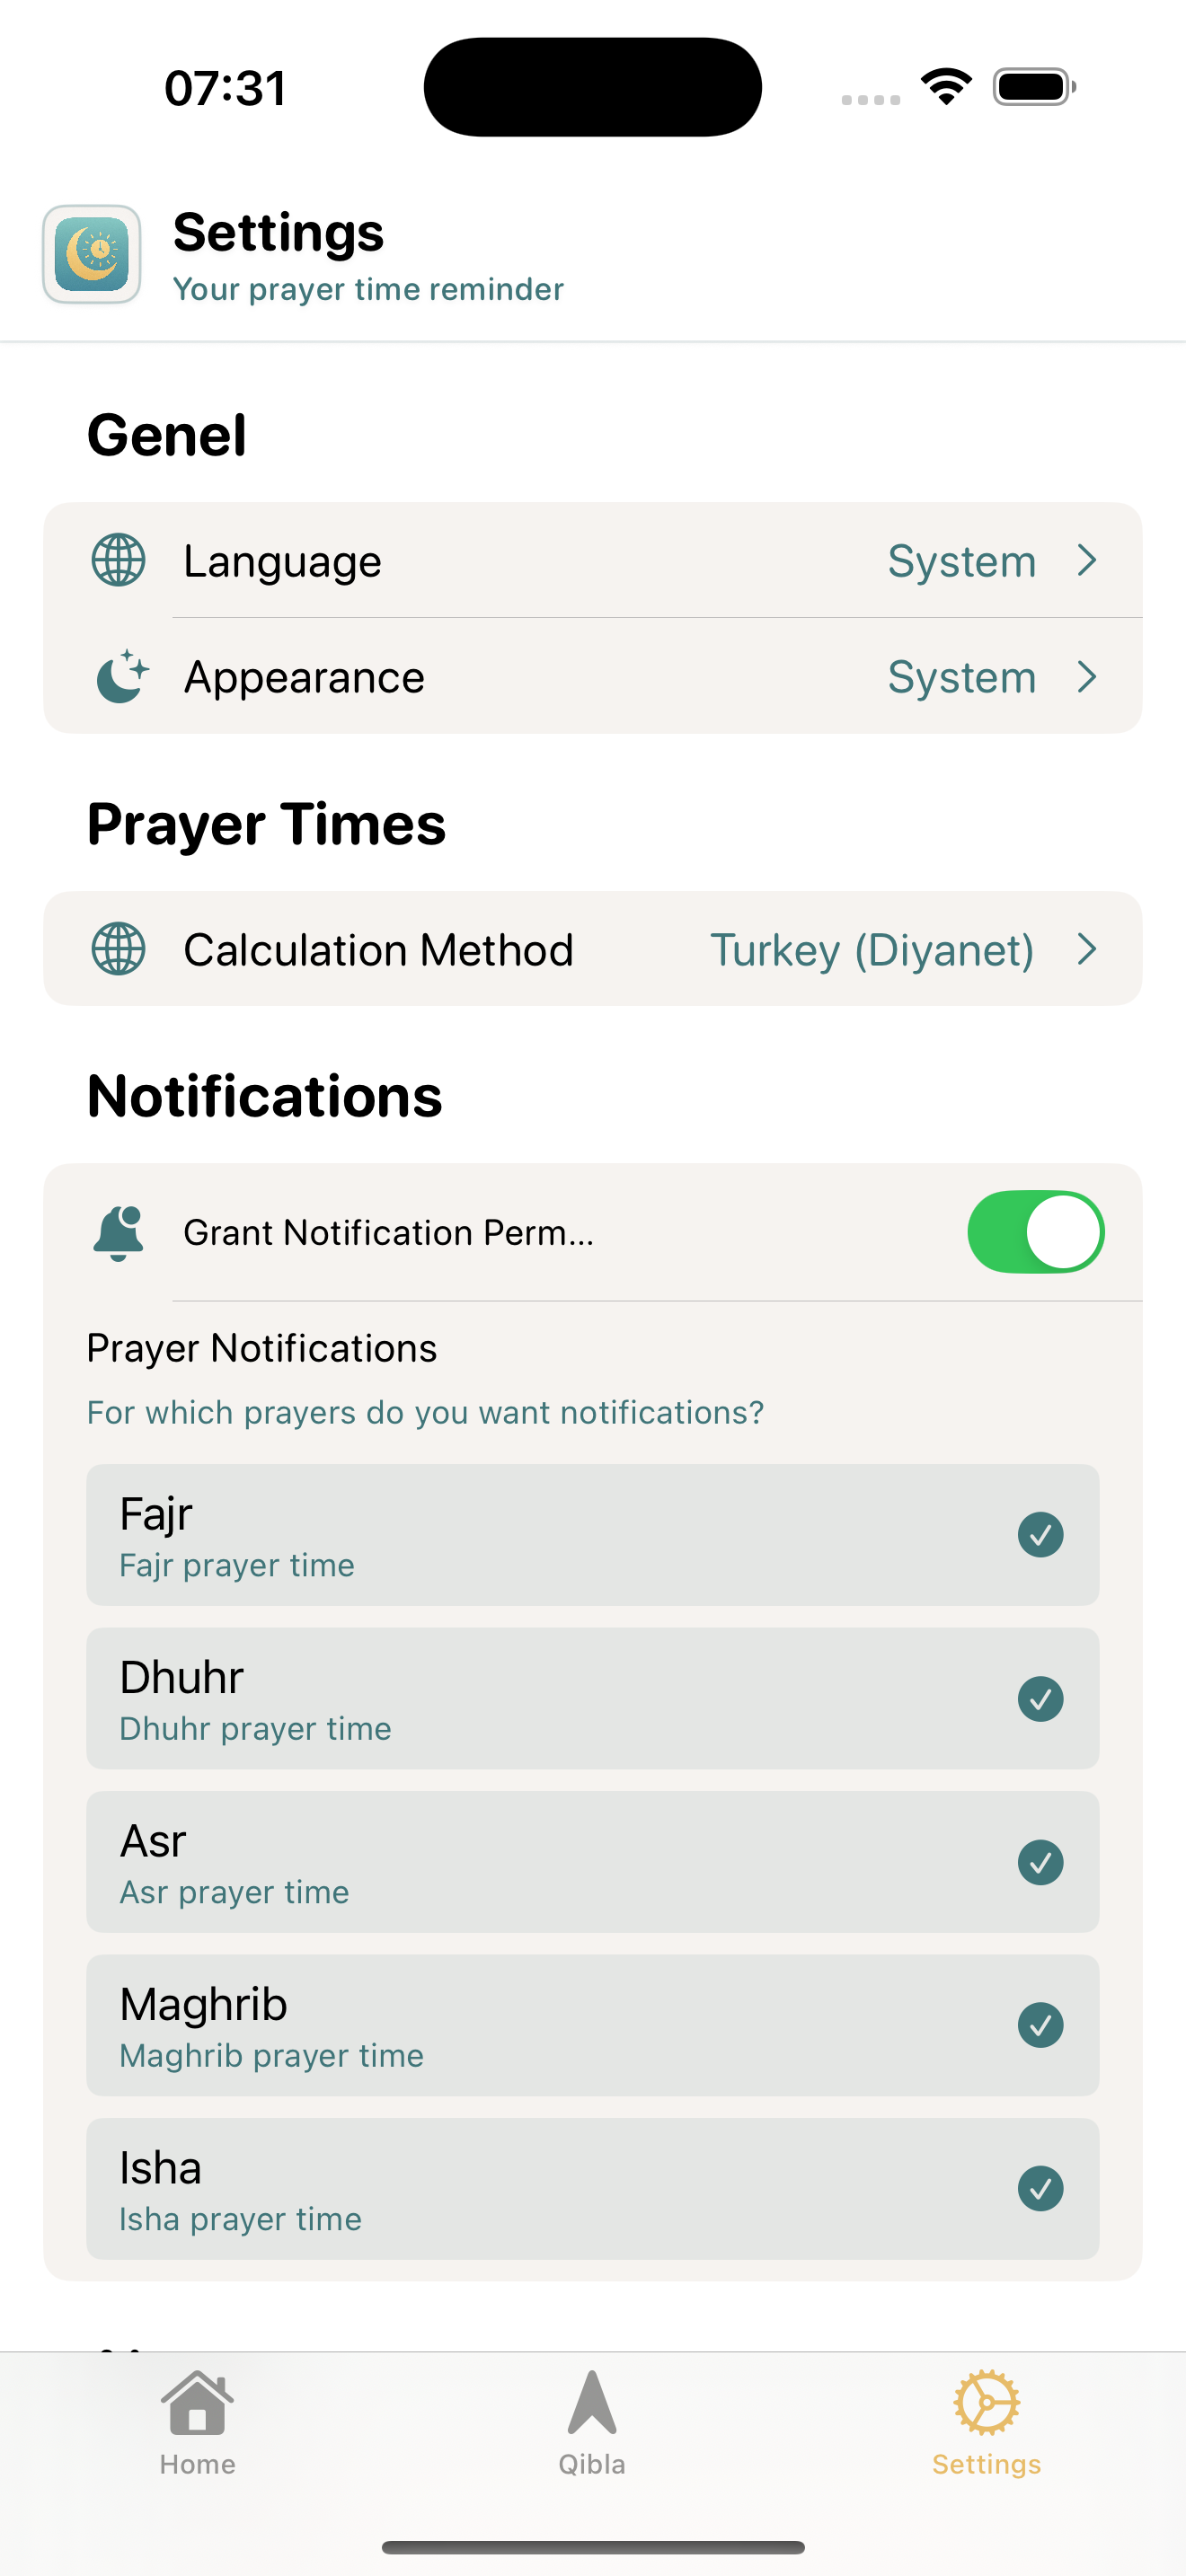 07:31
Settings
Your prayer time reminder
Genel
Language System
Appearance System
Prayer Times
Calculation Method Turkey (Diyanet)
Notifications
Grant Notification Perm...
Prayer Notifications
For which prayers do you want notifications?
Fajr
Fajr prayer time
Dhuhr
Dhuhr prayer time
Asr
Asr prayer time
Maghrib
Maghrib prayer time
Isha
Isha prayer time
Home Qibla Settings